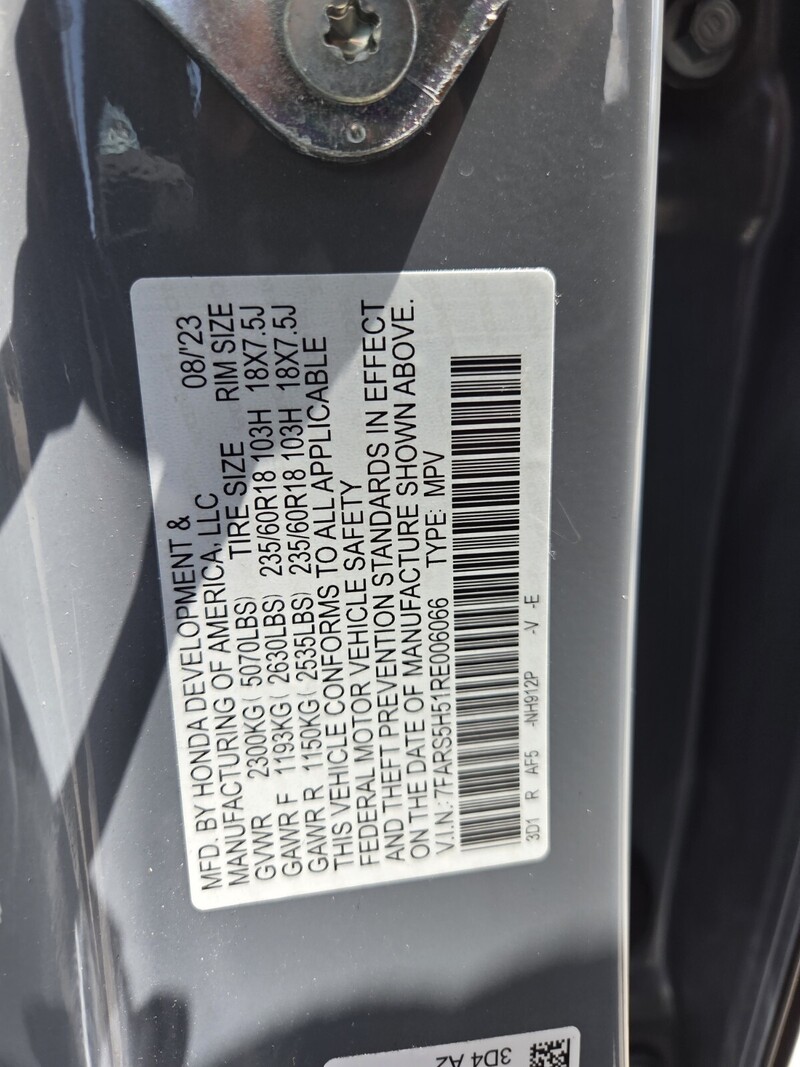 MFD. BY HONDA DEVELOPMENT &
MANUFACTURING OF AMERICA, LLC 08/'23
GVWR 2300KG ( 5070LBS) TIRE SIZE RIM SIZE
GAWR F 1193KG ( 2630LBS) 235/60R18 103H 18X7.5J
GAWR R 1150KG ( 2535LBS) 235/60R18 103H 18X7.5J
THIS VEHICLE CONFORMS TO ALL APPLICABLE
FEDERAL MOTOR VEHICLE SAFETY
AND THEFT PREVENTION STANDARDS IN EFFECT
ON THE DATE OF MANUFACTURE SHOWN ABOVE.
V.I.N.: 7FARS5H51RE006066 TYPE: MPV
3D1 R AF5 -NH912P -V -E
3D4 A2